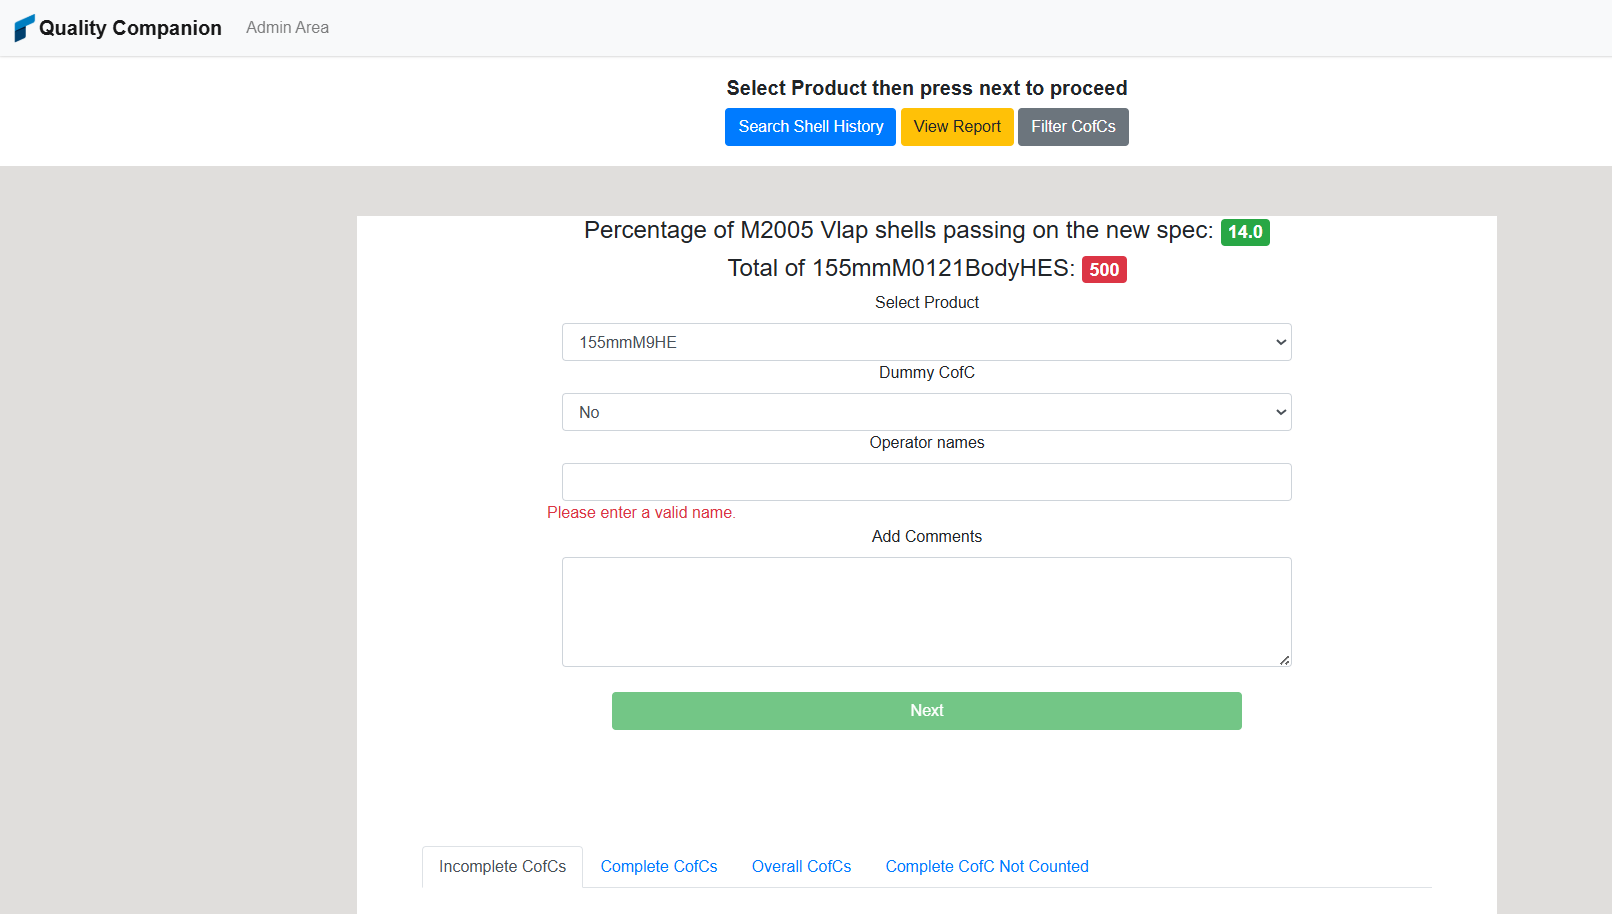 Quality Companion Admin Area
Select Product then press next to proceed
Search Shell History View Report Filter CofCs
Percentage of M2005 Vlap shells passing on the new spec: 14.0
Total of 155mmM0121BodyHES: 500
Select Product
155mmM9HE
Dummy CofC
No
Operator names
Please enter a valid name.
Add Comments
Next
Incomplete CofCs Complete CofCs Overall CofCs Complete CofC Not Counted